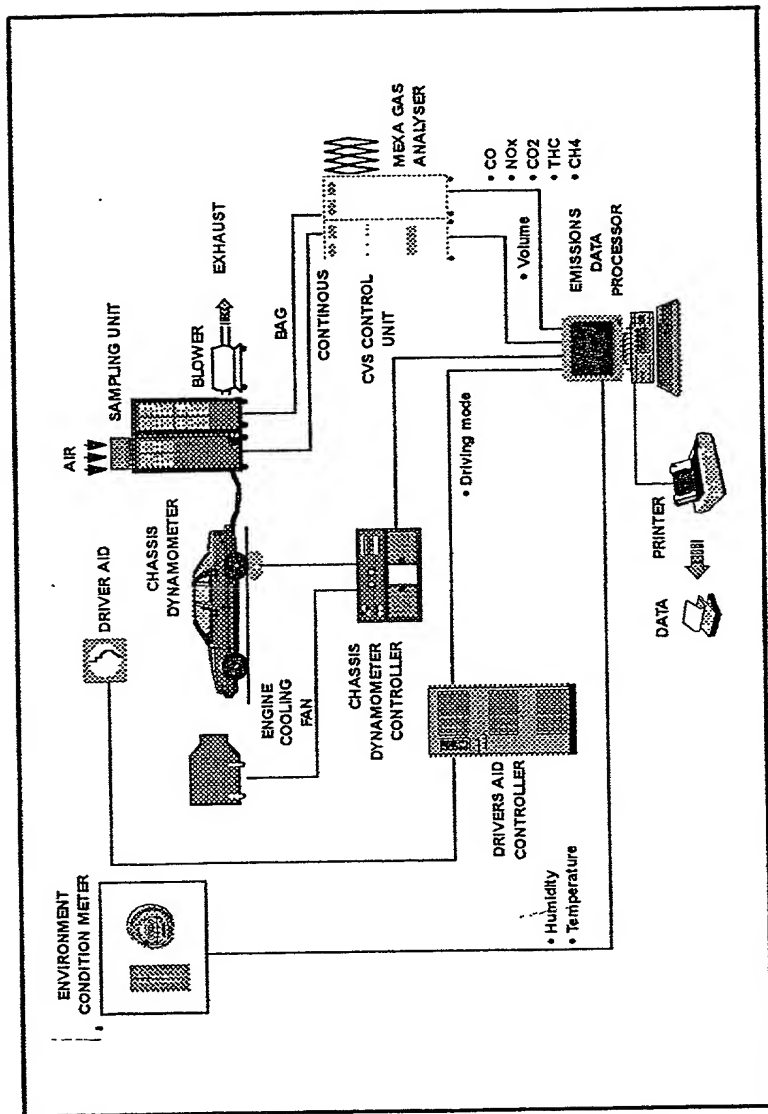 ENVIRONMENT
CONDITION METER
DRIVER AID
AIR
SAMPLING UNIT
CHASSIS
DYNAMOMETER
BLOWER
EXHAUST
ENGINE
COOLING
FAN
BAG
CONTINOUS
CHASSIS
DYNAMOMETER
CONTROLLER
CVS CONTROL
UNIT
MEXA GAS
ANALYSER
DRIVERS AID
CONTROLLER
• Driving mode
• Volume
• CO
• NOx
• CO2
• THC
• CH4
• Humidity
• Temperature
EMISSIONS
DATA
PROCESSOR
DATA
PRINTER